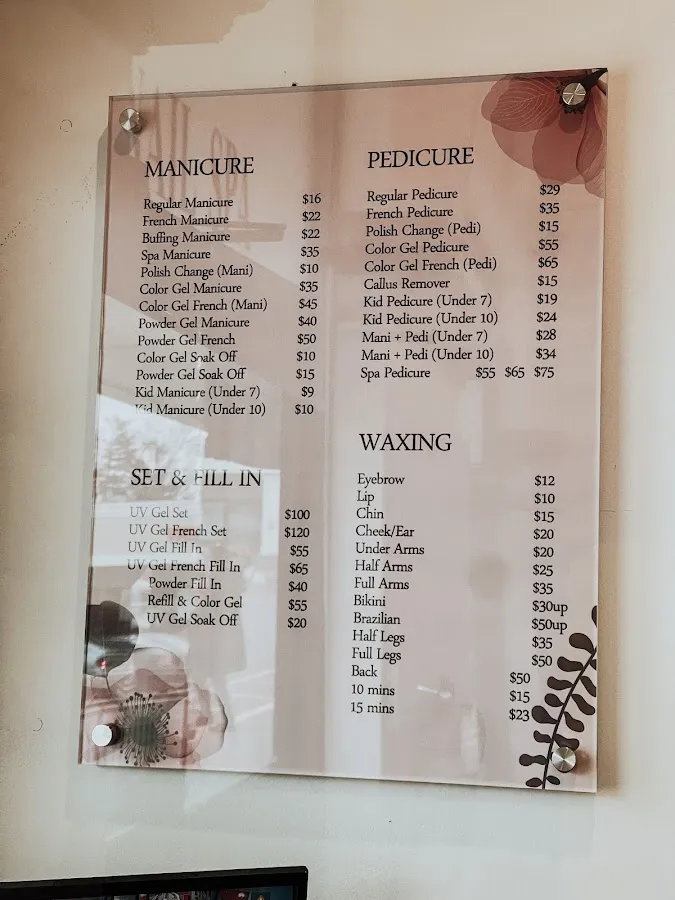 MANICURE
Regular Manicure $16
French Manicure $22
Buffing Manicure $22
Spa Manicure $35
Polish Change (Mani) $10
Color Gel Manicure $35
Color Gel French (Mani) $45
Powder Gel Manicure $40
Powder Gel French $50
Color Gel Soak Off $10
Powder Gel Soak Off $15
Kid Manicure (Under 7) $9
Kid Manicure (Under 10) $10
SET & FILL IN
UV Gel Set $100
UV Gel French Set $120
UV Gel Fill In $55
UV Gel French Fill In $65
Powder Fill In $40
Refill & Color Gel $55
UV Gel Soak Off $20
PEDICURE
Regular Pedicure $29
French Pedicure $35
Polish Change (Pedi) $15
Color Gel Pedicure $55
Color Gel French (Pedi) $65
Callus Remover $15
Kid Pedicure (Under 7) $19
Kid Pedicure (Under 10) $24
Mani + Pedi (Under 7) $28
Mani + Pedi (Under 10) $34
Spa Pedicure $55 $65 $75
WAXING
Eyebrow $12
Lip $10
Chin $15
Cheek/Ear $20
Under Arms $20
Half Arms $25
Full Arms $35
Bikini $30up
Brazilian $50up
Half Legs $35
Full Legs $50
Back $50
10 mins $15
15 mins $23